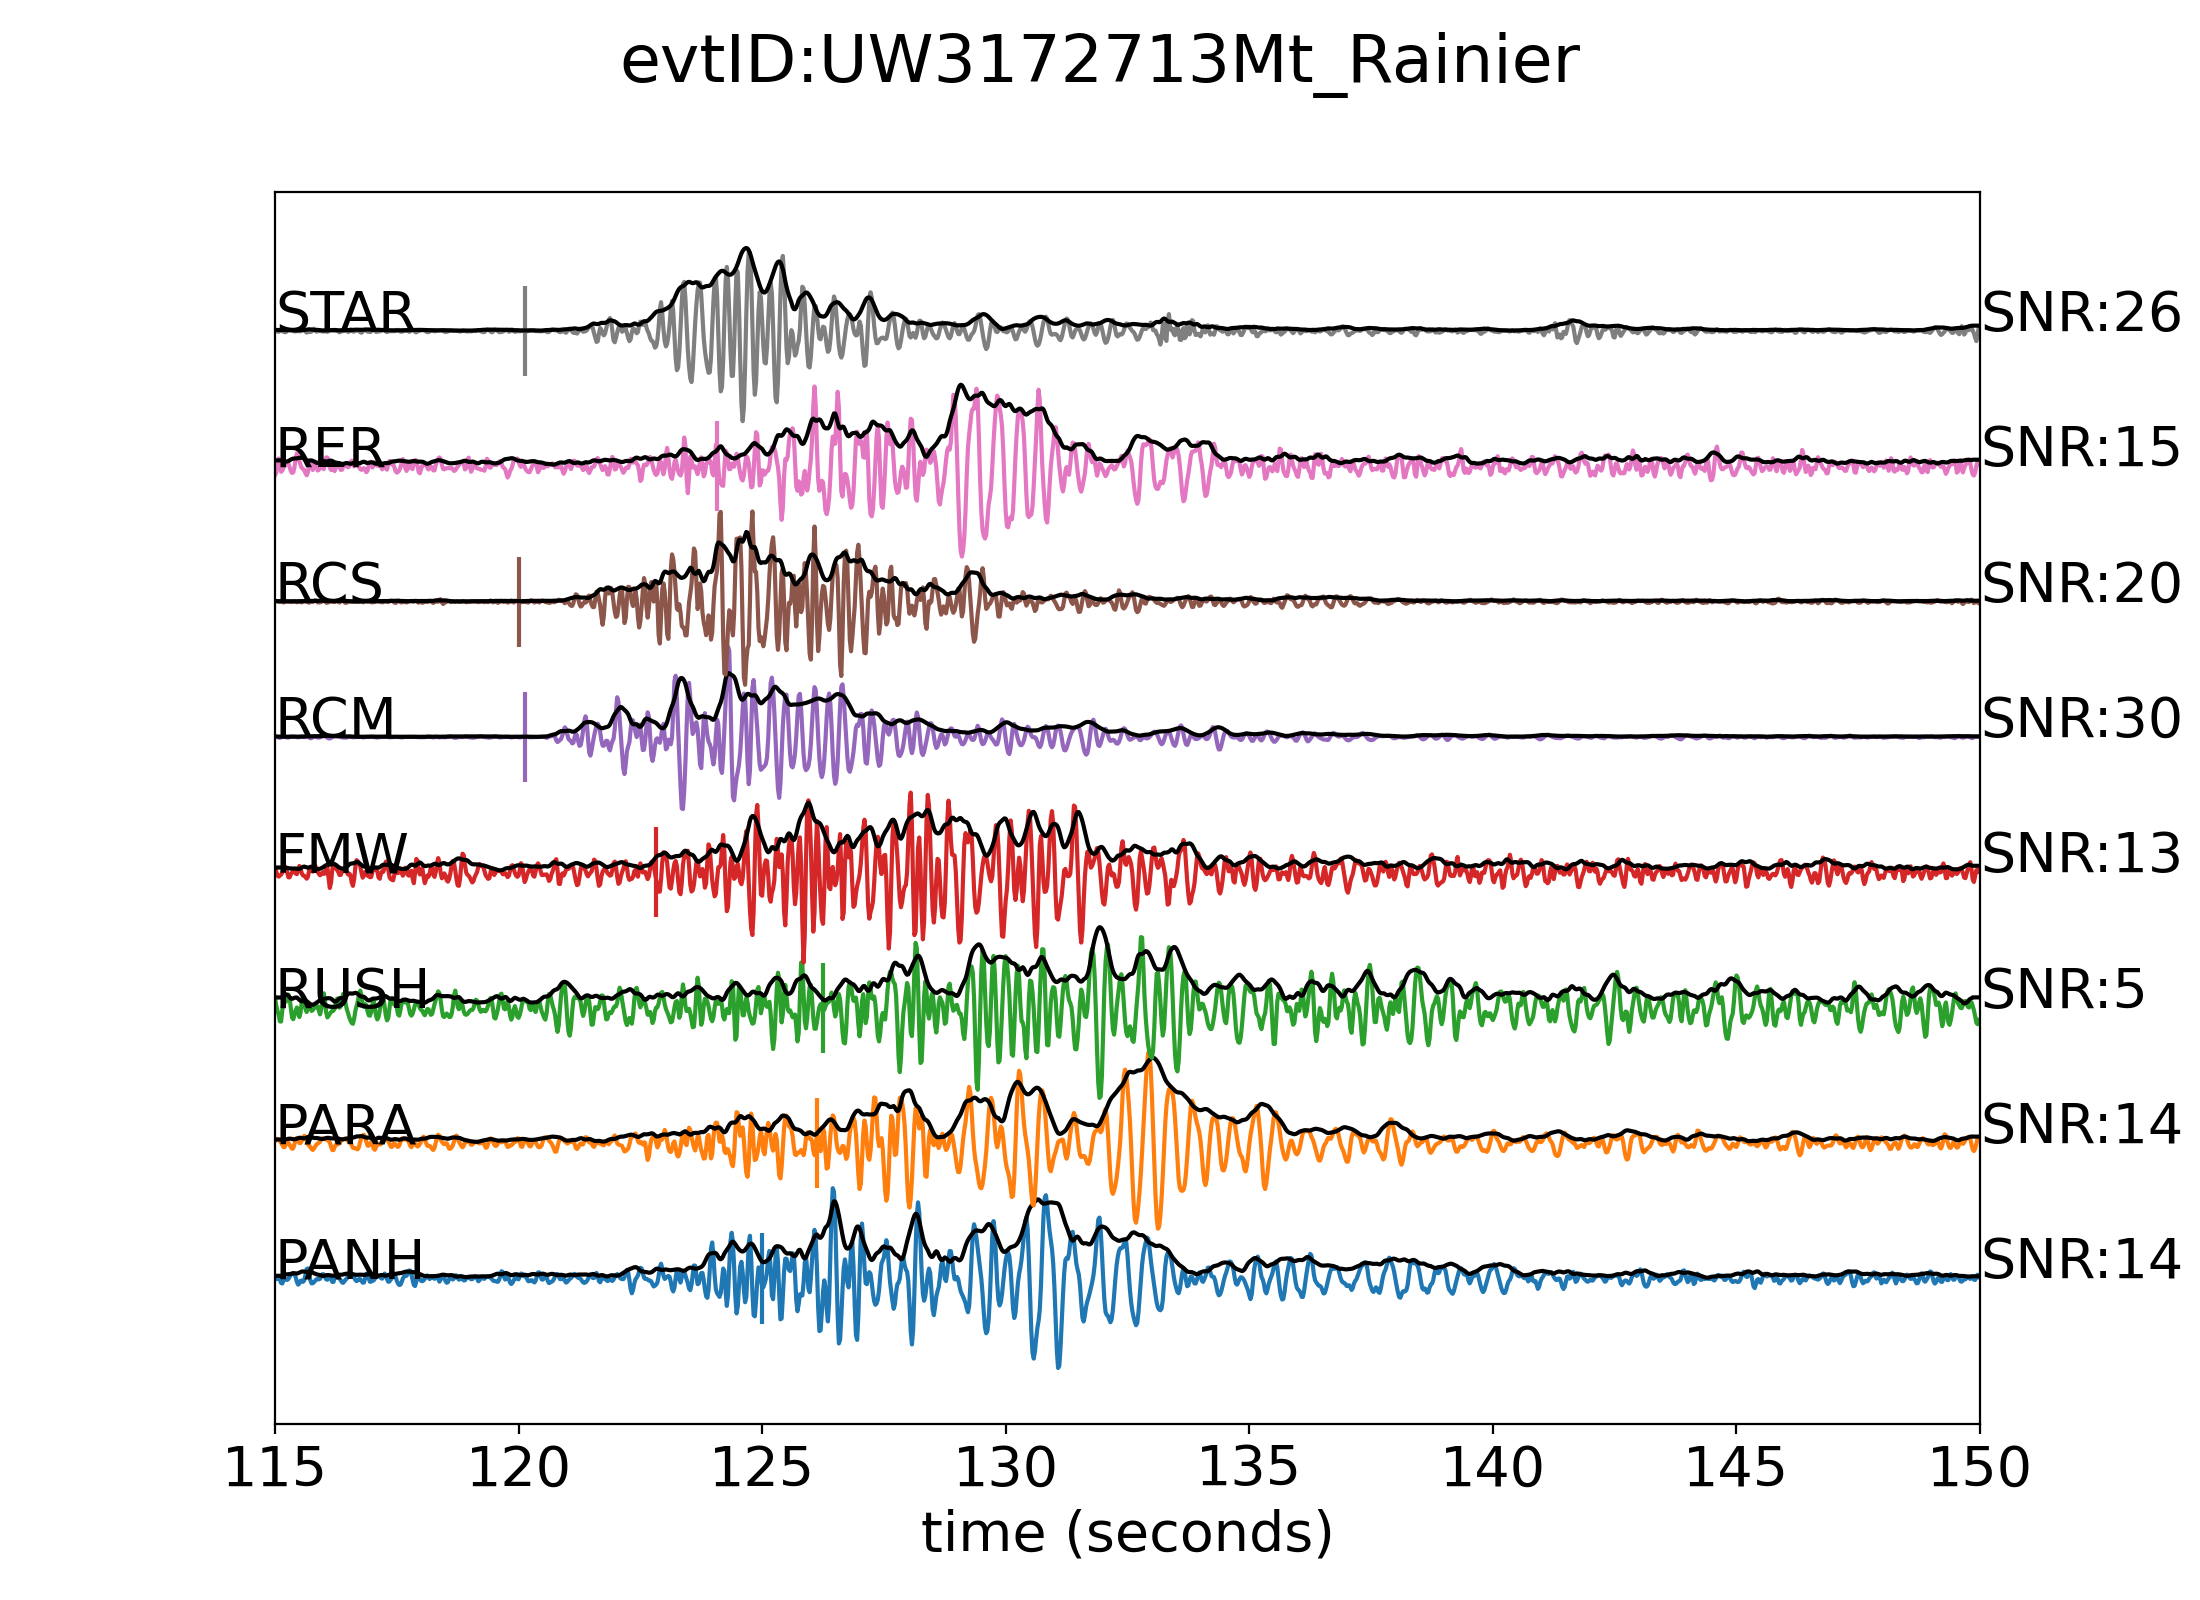 evtID:UW3172713Mt_Rainier
STAR SNR:26
RER SNR:15
RCS SNR:20
RCM SNR:30
FMW SNR:13
RUSH SNR:5
PARA SNR:14
PANH SNR:14
115 120 125 130 135 140 145 150
time (seconds)